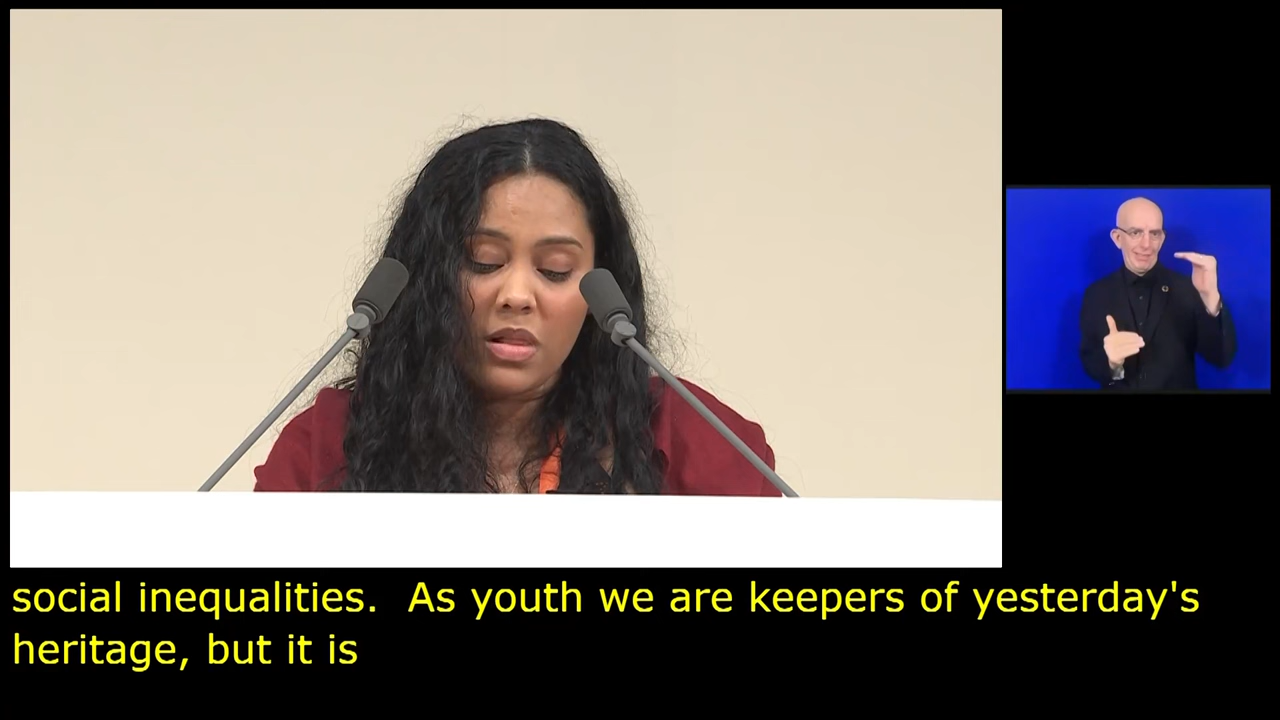 social inequalities.  As youth we are keepers of yesterday's
heritage, but it is